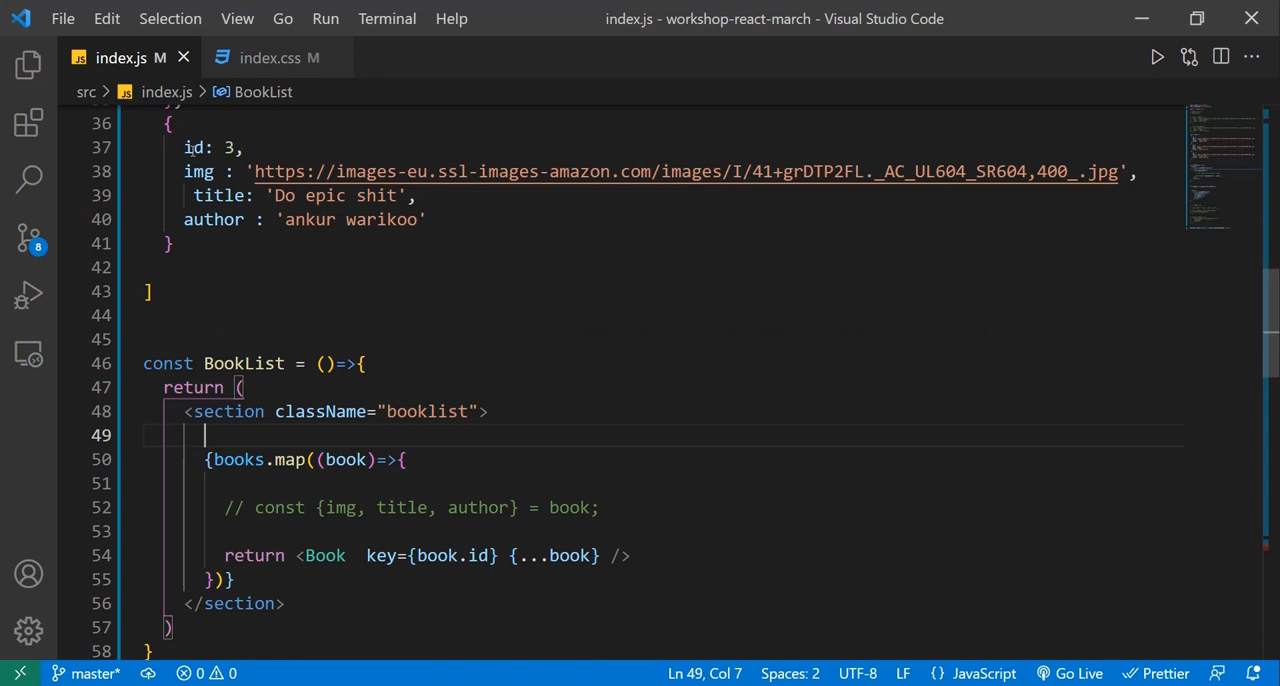 File Edit Selection View Go Run Terminal Help index.js - workshop-react-march - Visual Studio Code
JS index.js M index.css M
src > JS index.js > BookList
36 {
37 id: 3,
38 img : 'https://images-eu.ssl-images-amazon.com/images/I/41+grDTP2FL._AC_UL604_SR604,400_.jpg',
39 title: 'Do epic shit',
40 author : 'ankur warikoo'
41 }
42
43 ]
44
45
46 const BookList = ()=>{
47 return (
48 <section className="booklist">
49
50 {books.map((book)=>{
51
52 // const {img, title, author} = book;
53
54 return <Book  key={book.id} {...book} />
55 })}
56 </section>
57 )
58 }
8
master* 0 0 Ln 49, Col 7 Spaces: 2 UTF-8 LF {} JavaScript Go Live Prettier